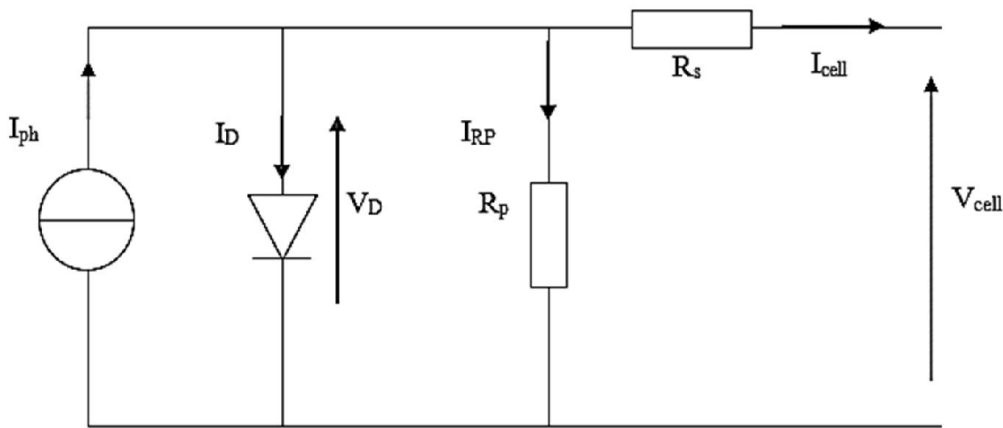 Rs
Icell
Iph
ID
IRP
VD
Rp
Vcell